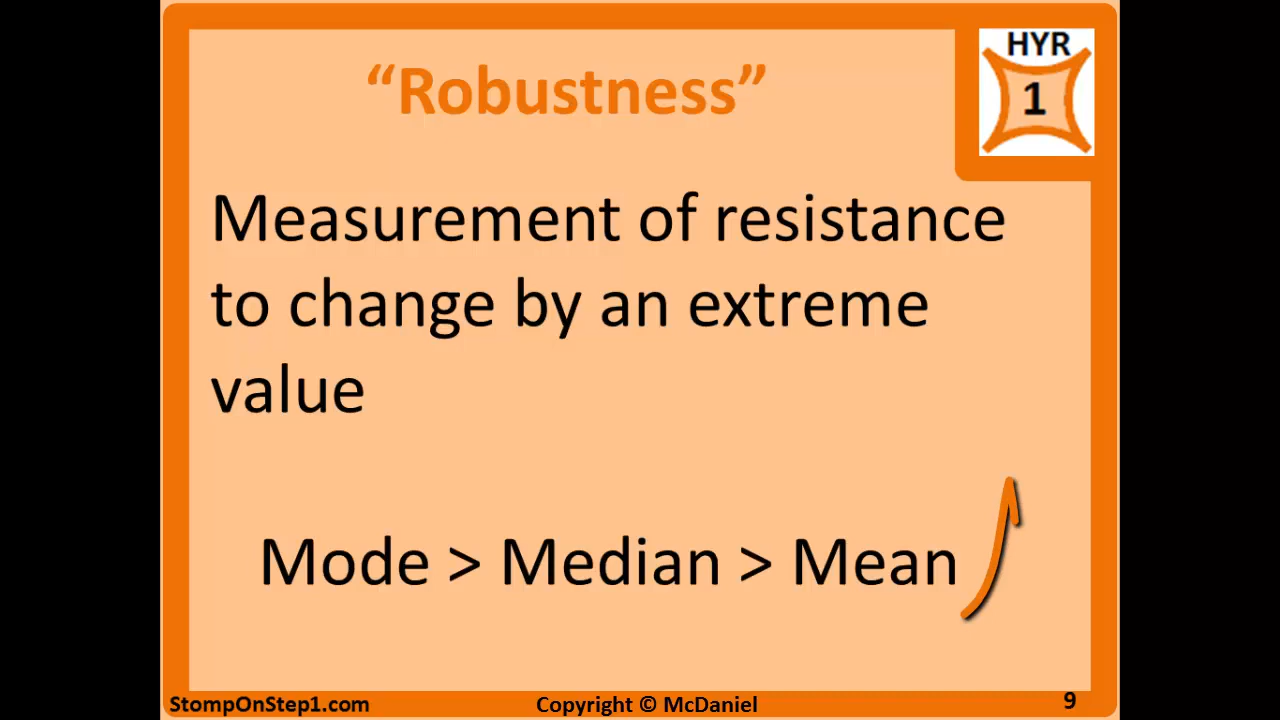 “Robustness”
HYR
1
Measurement of resistance
to change by an extreme
value
Mode > Median > Mean
StompOnStep1.com
Copyright © McDaniel
9